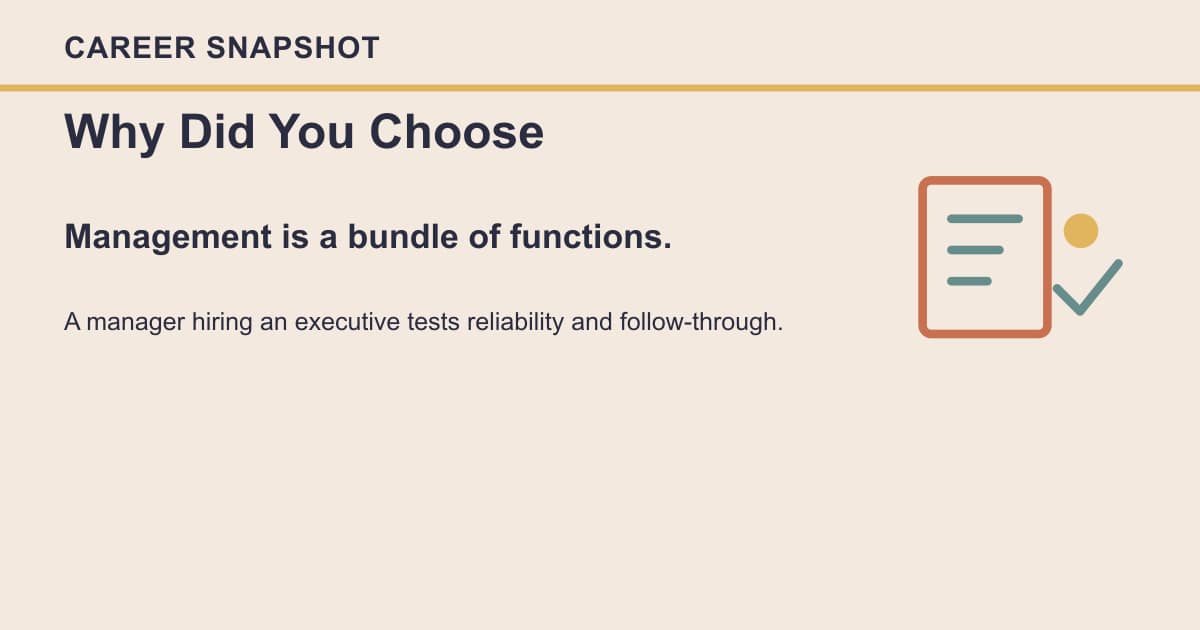 CAREER SNAPSHOT
Why Did You Choose
Management is a bundle of functions.
A manager hiring an executive tests reliability and follow-through.